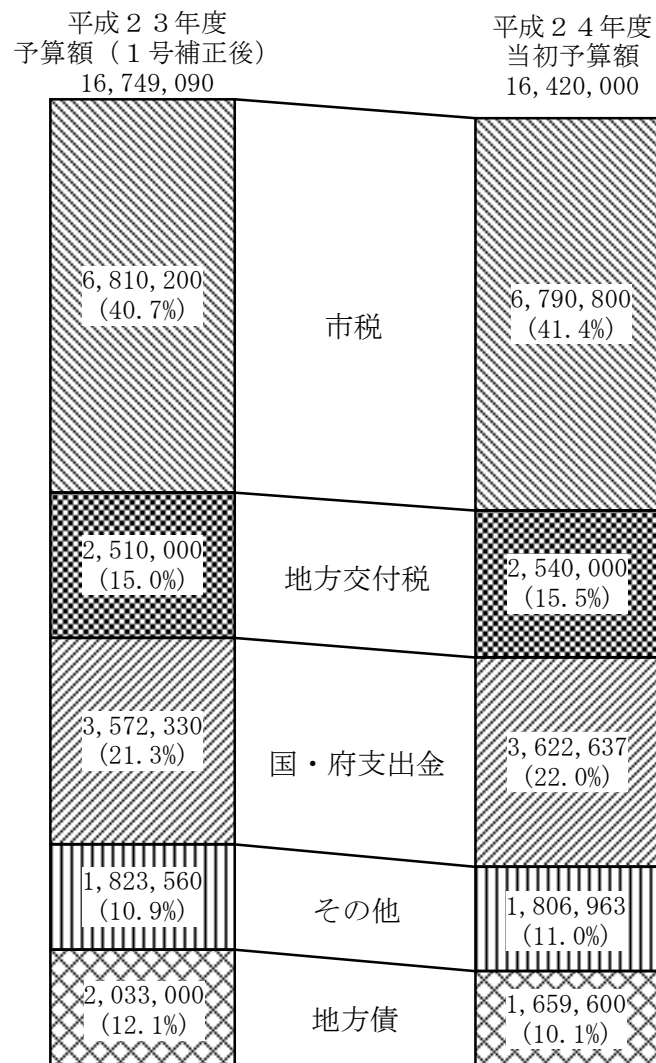 平成２３年度
予算額（１号補正後）
16,749,090
平成２４年度
当初予算額
16,420,000
6,810,200
(40.7%)
市税
6,790,800
(41.4%)
2,510,000
(15.0%)
地方交付税
2,540,000
(15.5%)
3,572,330
(21.3%)
国・府支出金
3,622,637
(22.0%)
1,823,560
(10.9%)
その他
1,806,963
(11.0%)
2,033,000
(12.1%)
地方債
1,659,600
(10.1%)